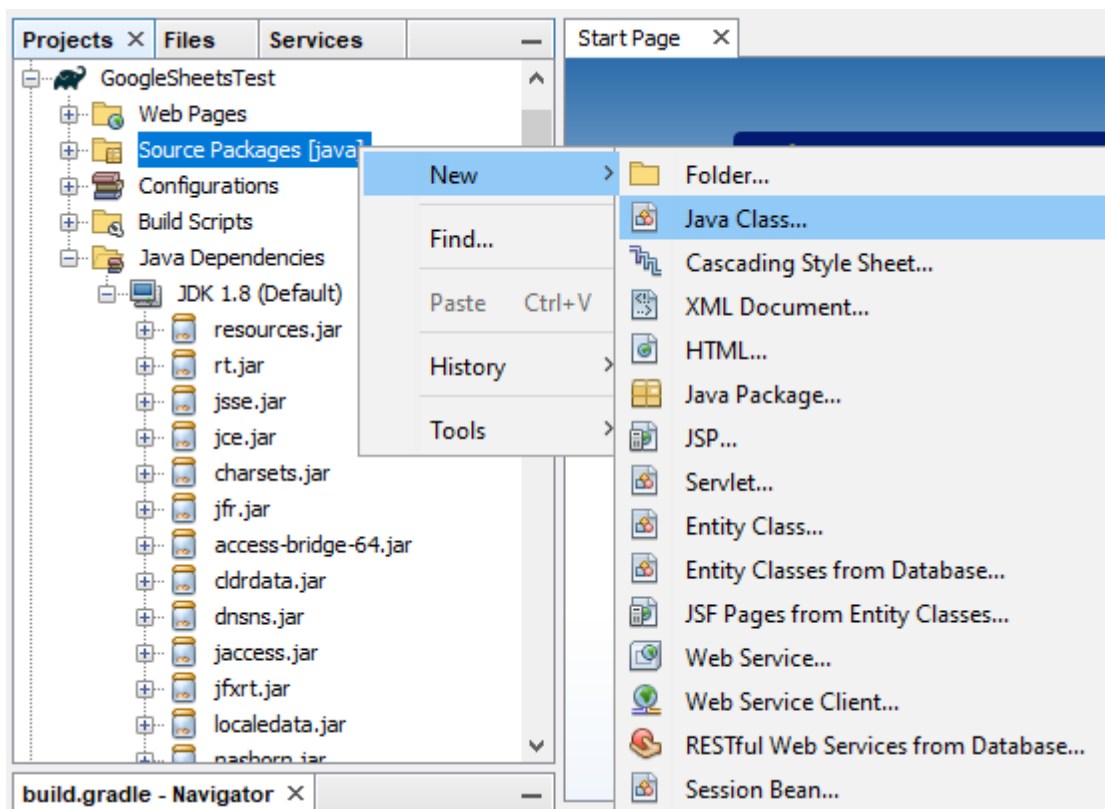 Projects Files Services
Start Page
GoogleSheetsTest
Web Pages
Source Packages [java]
Configurations
Build Scripts
Java Dependencies
JDK 1.8 (Default)
resources.jar
rt.jar
jsse.jar
jce.jar
charsets.jar
jfr.jar
access-bridge-64.jar
cldrdata.jar
dnsns.jar
jaccess.jar
jfxrt.jar
localedata.jar
nashorn.jar
build.gradle - Navigator
New
Find...
Paste Ctrl+V
History
Tools
Folder...
Java Class...
Cascading Style Sheet...
XML Document...
HTML...
Java Package...
JSP...
Servlet...
Entity Class...
Entity Classes from Database...
JSF Pages from Entity Classes...
Web Service...
Web Service Client...
RESTful Web Services from Database...
Session Bean...